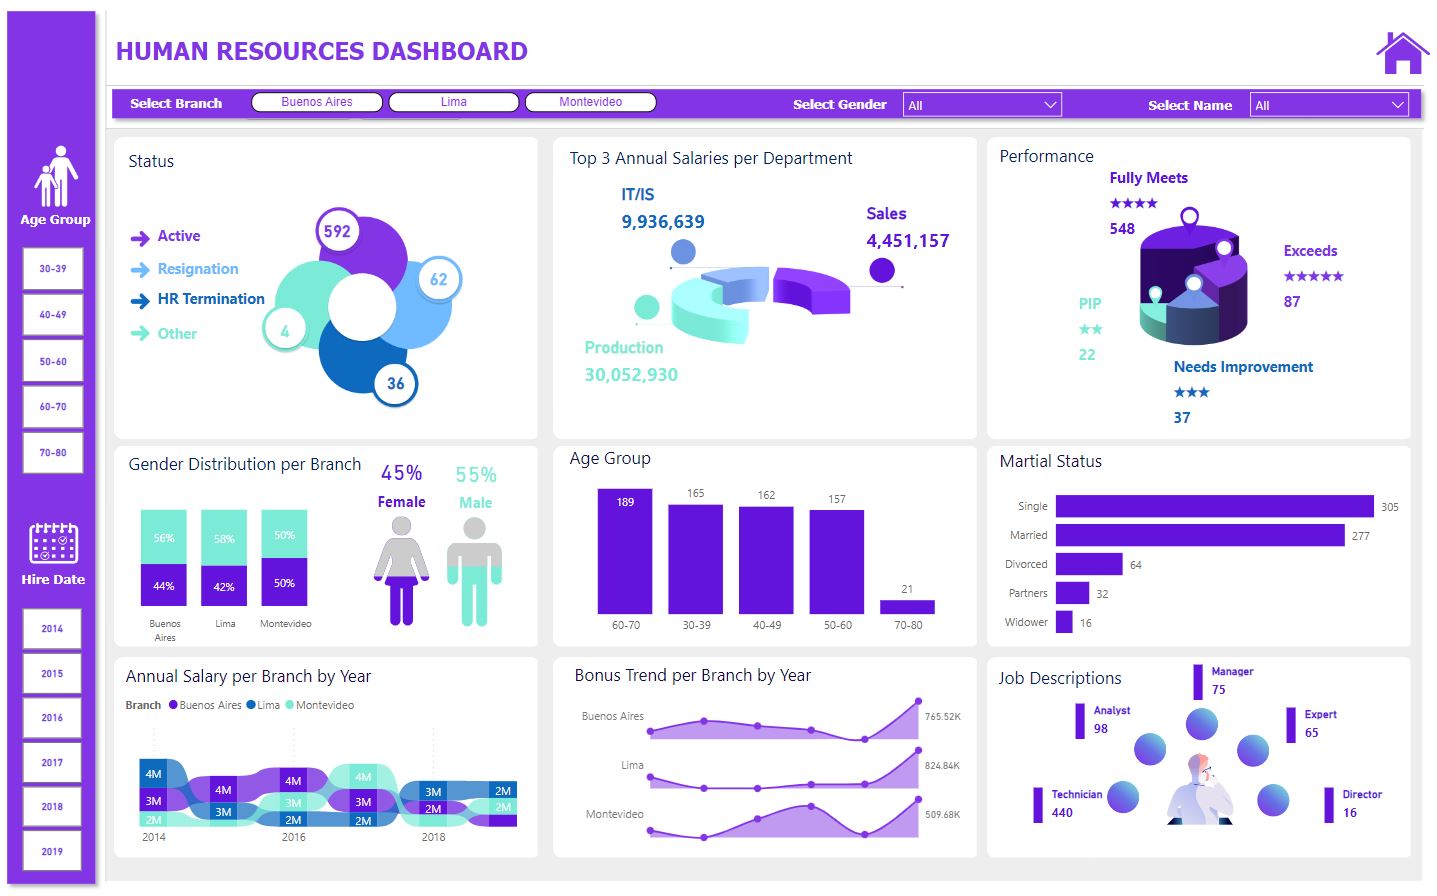 HUMAN RESOURCES DASHBOARD
Select Branch
Buenos Aires
Lima
Montevideo
Select Gender
All
Select Name
All
Age Group
30-39
40-49
50-60
60-70
70-80
Hire Date
2014
2015
2016
2017
2018
2019
Status
Active
Resignation
HR Termination
Other
592
62
4
36
Top 3 Annual Salaries per Department
IT/IS
9,936,639
Sales
4,451,157
Production
30,052,930
Performance
Fully Meets
★★★★
548
Exceeds
★★★★★
87
PIP
★★
22
Needs Improvement
★★★
37
Gender Distribution per Branch
45%
Female
55%
Male
56%
58%
50%
44%
42%
50%
Buenos
Aires
Lima
Montevideo
Age Group
189
165
162
157
21
60-70
30-39
40-49
50-60
70-80
Martial Status
Single
305
Married
277
Divorced
64
Partners
32
Widower
16
Annual Salary per Branch by Year
Branch
Buenos Aires
Lima
Montevideo
4M
3M
2M
4M
3M
4M
3M
2M
4M
3M
2M
3M
2M
2M
2M
2014
2016
2018
Bonus Trend per Branch by Year
Buenos Aires
765.52K
Lima
824.84K
Montevideo
509.68K
Job Descriptions
Manager
75
Analyst
98
Expert
65
Technician
440
Director
16